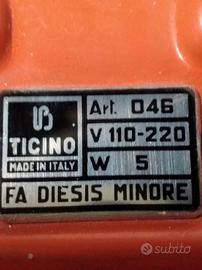 Art. 046
V 110-220
TICINO
MADE IN ITALY
W 5
FA DIESIS MINORE
subito